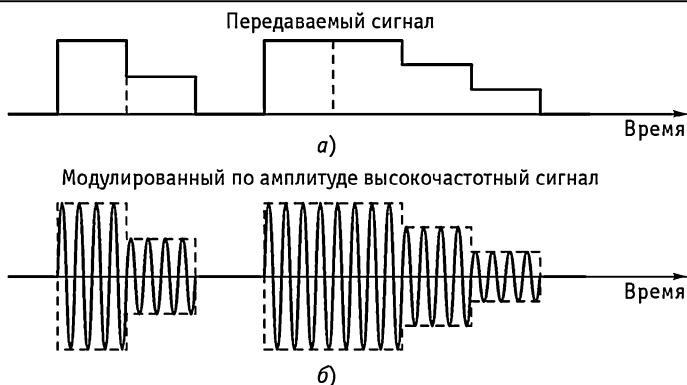 Передаваемый сигнал
Время
а)
Модулированный по амплитуде высокочастотный сигнал
Время
б)